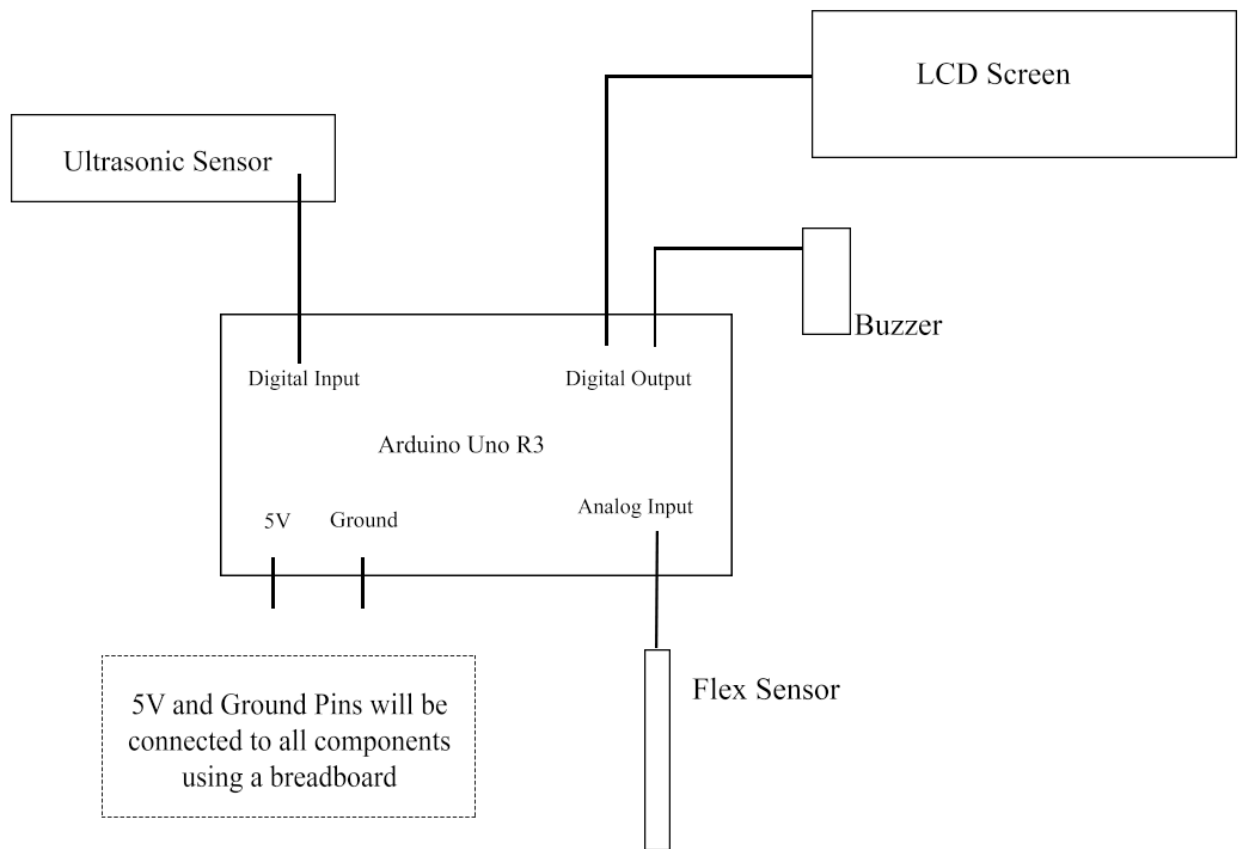 LCD Screen
Ultrasonic Sensor
Buzzer
Digital Input
Digital Output
Arduino Uno R3
Analog Input
5V
Ground
Flex Sensor
5V and Ground Pins will be
connected to all components
using a breadboard